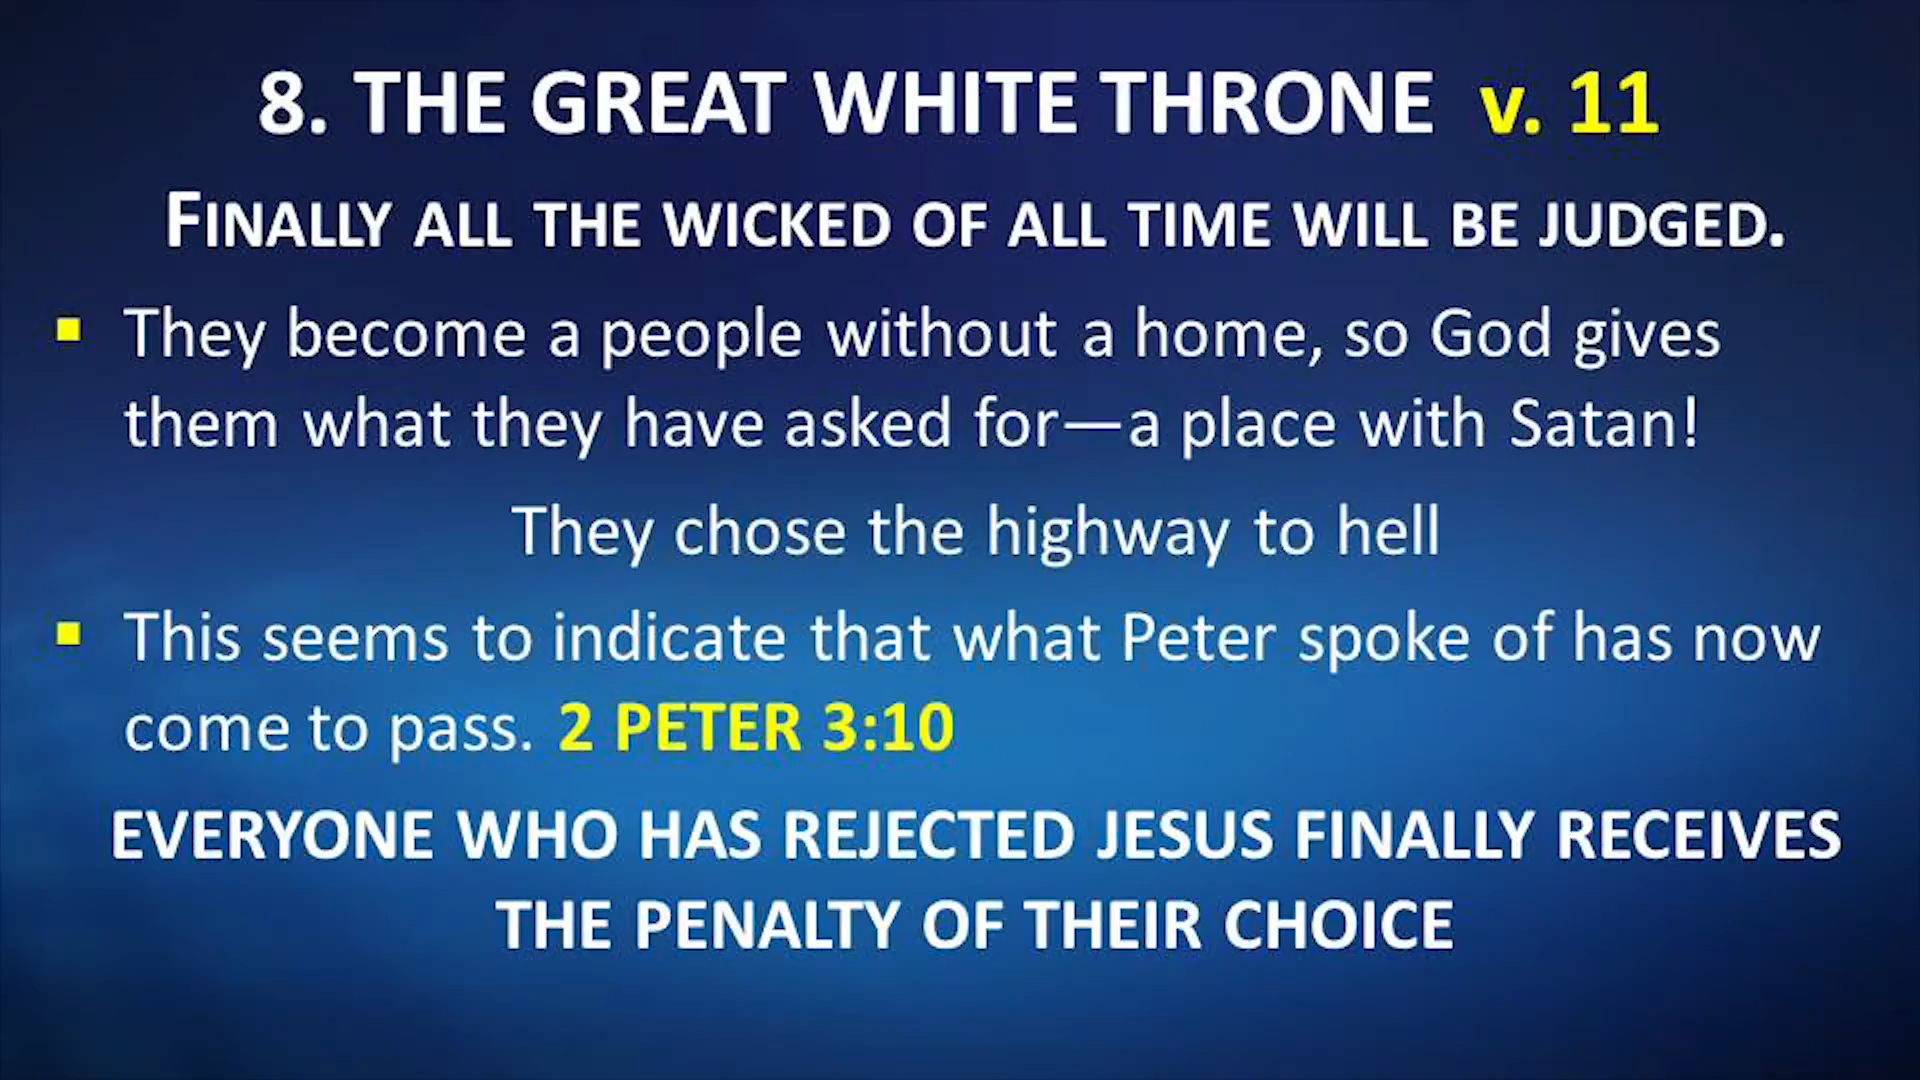 8. THE GREAT WHITE THRONE v. 11
FINALLY ALL THE WICKED OF ALL TIME WILL BE JUDGED.
▪ They become a people without a home, so God gives
them what they have asked for—a place with Satan!
They chose the highway to hell
▪ This seems to indicate that what Peter spoke of has now
come to pass. 2 PETER 3:10
EVERYONE WHO HAS REJECTED JESUS FINALLY RECEIVES
THE PENALTY OF THEIR CHOICE